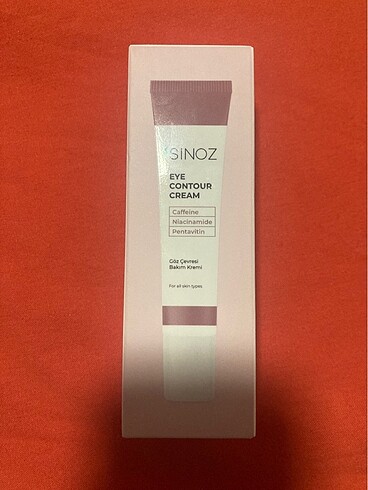 SiNOZ
EYE
CONTOUR
CREAM
Caffeine
Niacinamide
Pentavitin
Göz Çevresi
Bakım Kremi
For all skin types